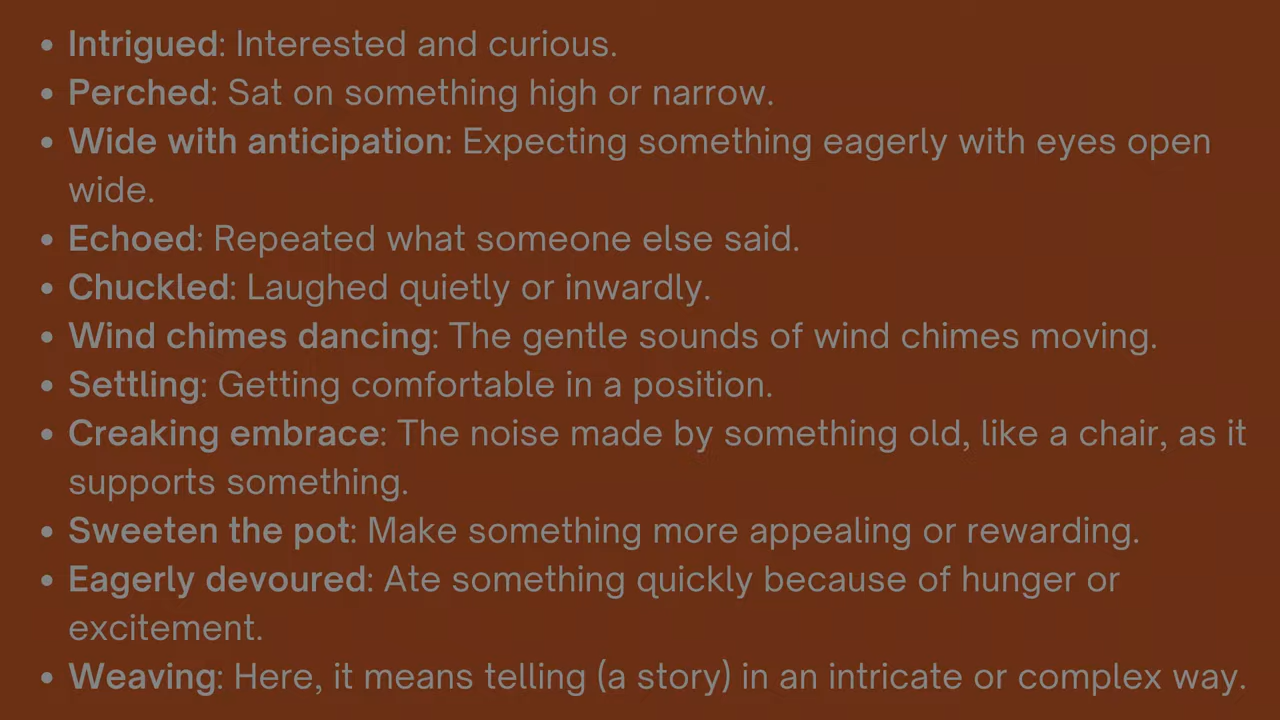 • Intrigued: Interested and curious.
• Perched: Sat on something high or narrow.
• Wide with anticipation: Expecting something eagerly with eyes open
wide.
• Echoed: Repeated what someone else said.
• Chuckled: Laughed quietly or inwardly.
• Wind chimes dancing: The gentle sounds of wind chimes moving.
• Settling: Getting comfortable in a position.
• Creaking embrace: The noise made by something old, like a chair, as it
supports something.
• Sweeten the pot: Make something more appealing or rewarding.
• Eagerly devoured: Ate something quickly because of hunger or
excitement.
• Weaving: Here, it means telling (a story) in an intricate or complex way.